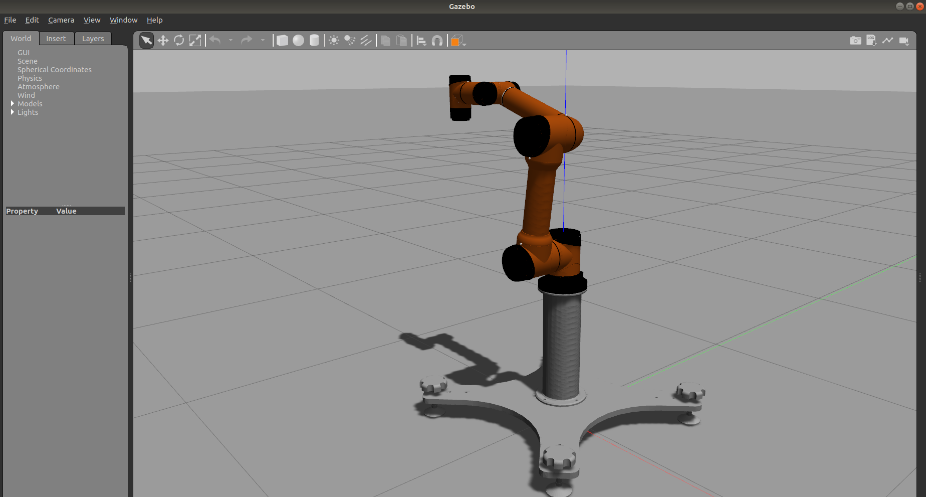 Gazebo
File Edit Camera View Window Help
World Insert Layers
GUI
Scene
Spherical Coordinates
Physics
Atmosphere
Wind
Models
Lights
Property Value